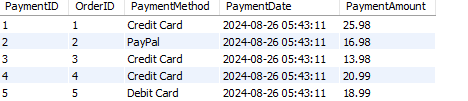 PaymentID OrderID PaymentMethod PaymentDate PaymentAmount
1 1 Credit Card 2024-08-26 05:43:11 25.98
2 2 PayPal 2024-08-26 05:43:11 16.98
3 3 Credit Card 2024-08-26 05:43:11 13.98
4 4 Credit Card 2024-08-26 05:43:11 20.99
5 5 Debit Card 2024-08-26 05:43:11 18.99